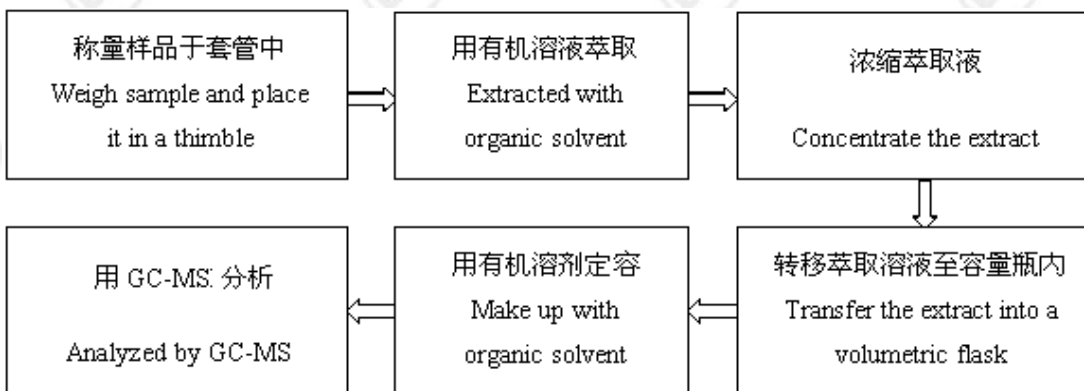 称量样品于套管中
Weigh sample and place
it in a thimble
用有机溶液萃取
Extracted with
organic solvent
浓缩萃取液
Concentrate the extract
转移萃取溶液至容量瓶内
Transfer the extract into a
volumetric flask
用有机溶剂定容
Make up with
organic solvent
用 GC-MS 分析
Analyzed by GC-MS